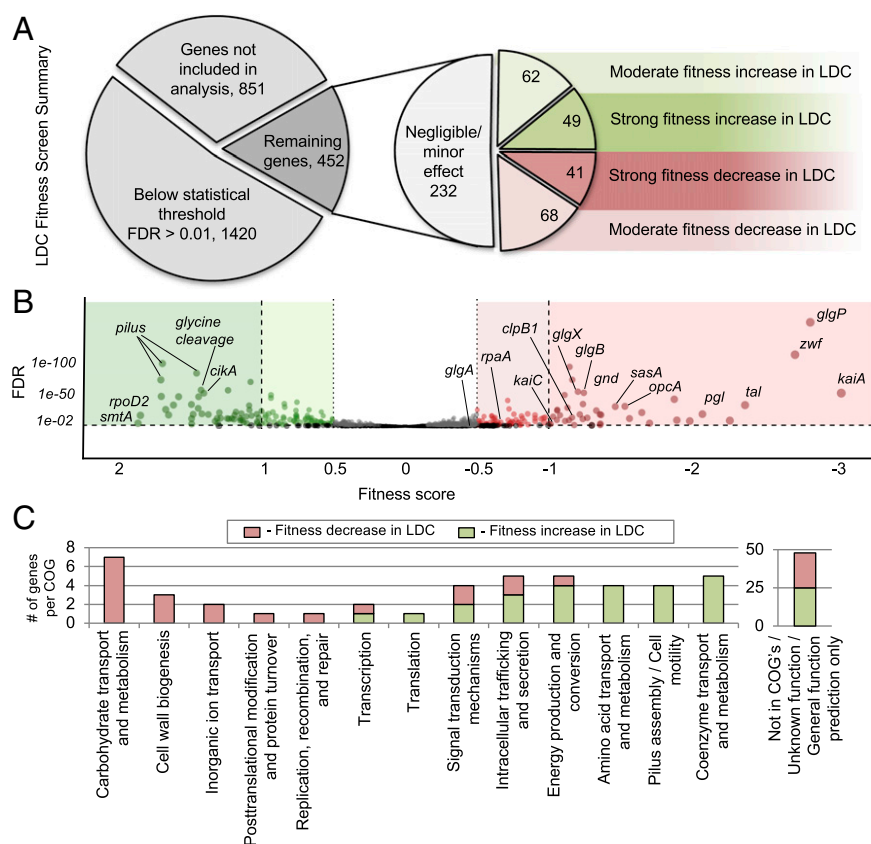 A
LDC Fitness Screen Summary
Genes not
included in
analysis, 851
Remaining
genes, 452
Below statistical
threshold
FDR > 0.01, 1420
Negligible/
minor
effect
232
62
49
41
68
Moderate fitness increase in LDC
Strong fitness increase in LDC
Strong fitness decrease in LDC
Moderate fitness decrease in LDC
B
FDR
1e-100
1e-50
1e-02
pilus
glycine
cleavage
cikA
rpoD2
smtA
glgA
rpaA
kaiC
clpB1
glgX
glgB
gnd
sasA
opcA
pgl
tal
zwf
glgP
kaiA
2
1
0.5
0
-0.5
-1
-2
-3
Fitness score
C
- Fitness decrease in LDC
- Fitness increase in LDC
# of genes
per COG
8
6
4
2
0
50
25
0
Carbohydrate transport
and metabolism
Cell wall biogenesis
Inorganic ion transport
Posttranslational modification
and protein turnover
Replication, recombination,
and repair
Transcription
Translation
Signal transduction
mechanisms
Intracellular trafficking
and secretion
Energy production and
conversion
Amino acid transport
and metabolism
Pilus assembly / Cell
motility
Coenzyme transport
and metabolism
Not in COG's /
Unknown function /
General function
prediction only